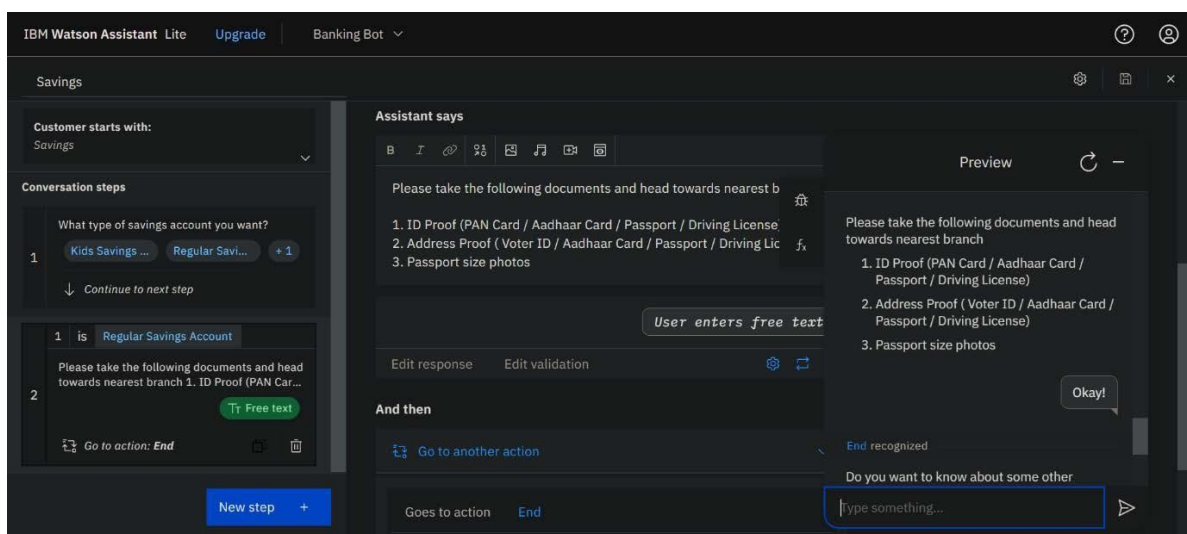 IBM Watson Assistant Lite Upgrade Banking Bot
Savings
Customer starts with:
Savings
Conversation steps
What type of savings account you want?
1
Kids Savings ... Regular Savi... + 1
Continue to next step
1 is Regular Savings Account
Please take the following documents and head
towards nearest branch 1. ID Proof (PAN Car...
2
Free text
Go to action: End
New step +
Assistant says
B I
Please take the following documents and head towards nearest b
1. ID Proof (PAN Card / Aadhaar Card / Passport / Driving License
2. Address Proof ( Voter ID / Aadhaar Card / Passport / Driving Lic
3. Passport size photos
User enters free text
Edit response Edit validation
And then
Go to another action
Goes to action End
Preview
Please take the following documents and head
towards nearest branch
1. ID Proof (PAN Card / Aadhaar Card /
Passport / Driving License)
2. Address Proof ( Voter ID / Aadhaar Card /
Passport / Driving License)
3. Passport size photos
Okay!
End recognized
Do you want to know about some other
Type something...